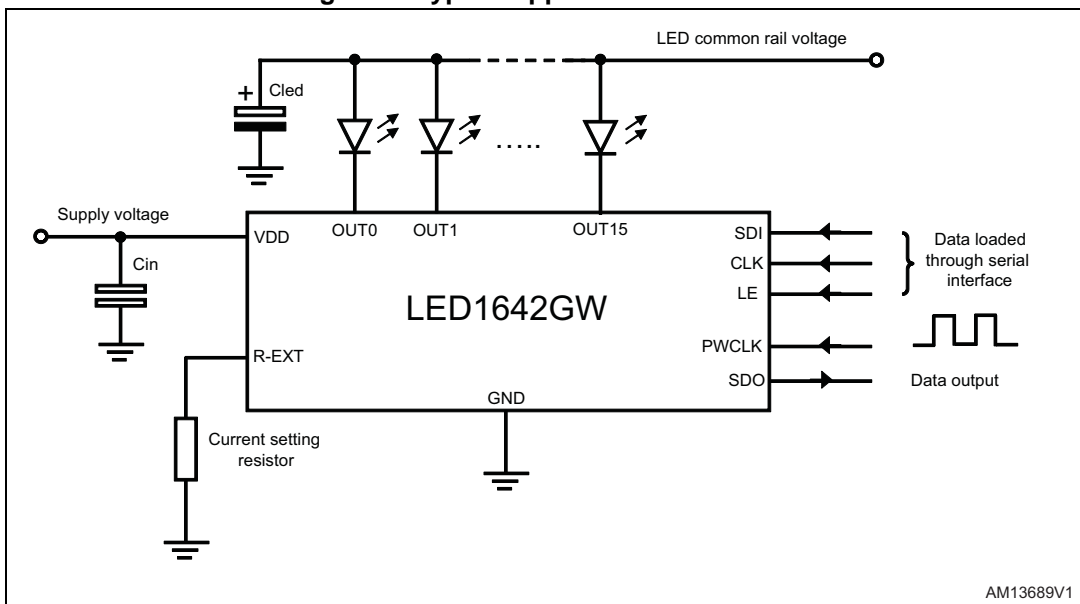 LED common rail voltage
+ Cled
.....
Supply voltage
VDD
OUT0
OUT1
OUT15
SDI
Data loaded
through serial
interface
Cin
CLK
LE
LED1642GW
R-EXT
PWCLK
SDO
Data output
GND
Current setting
resistor
AM13689V1